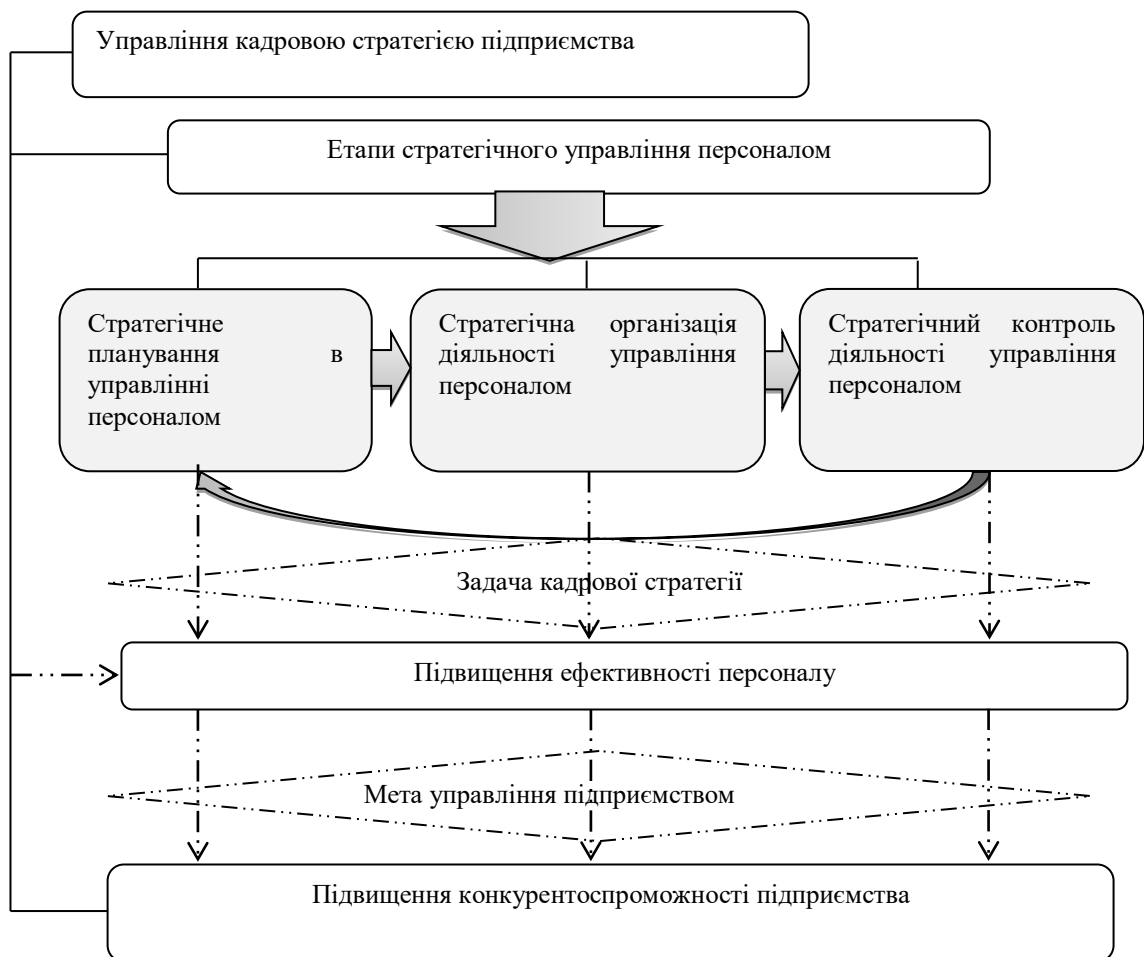 Управління кадровою стратегією підприємства
Етапи стратегічного управління персоналом
Стратегічне
планування в
управлінні
персоналом
Стратегічна організація
діяльності управління
персоналом
Стратегічний контроль
діяльності управління
персоналом
Задача кадрової стратегії
Підвищення ефективності персоналу
Мета управління підприємством
Підвищення конкурентоспроможності підприємства